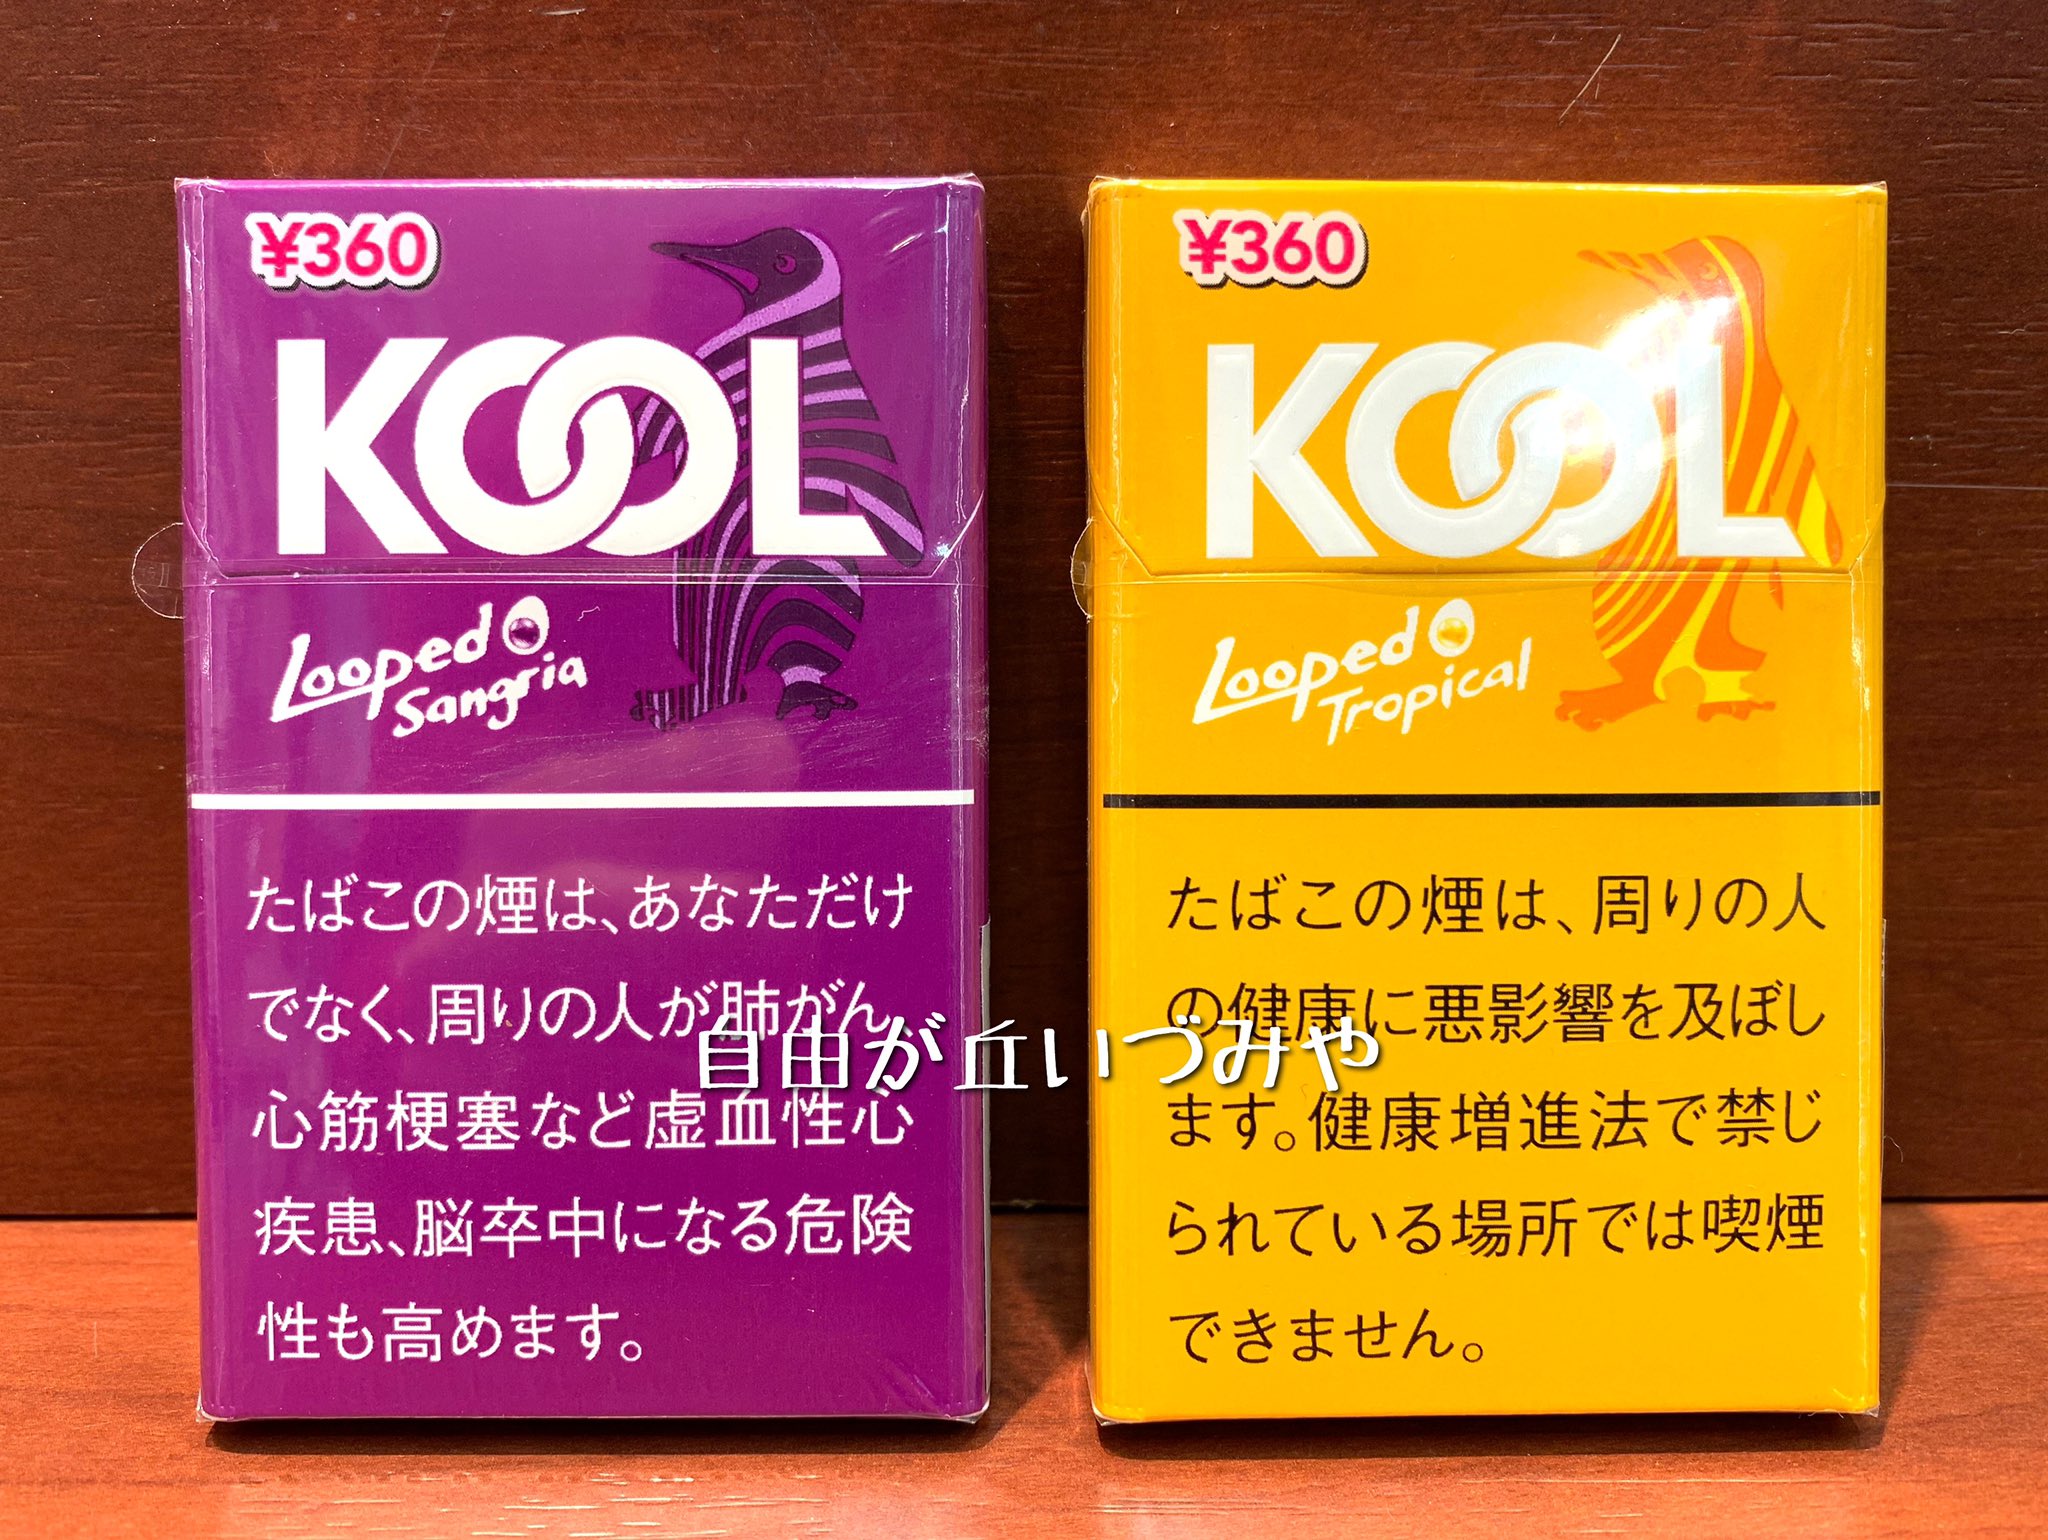 ¥360
KOOL
Looped
Sangria
たばこの煙は、あなただけ
でなく、周りの人が肺がん、
心筋梗塞など虚血性心
疾患、脳卒中になる危険
性も高めます。
¥360
KOOL
Looped
Tropical
たばこの煙は、周りの人
の健康に悪影響を及ぼし
ます。健康増進法で禁じ
られている場所では喫煙
できません。
自由が丘いづみや